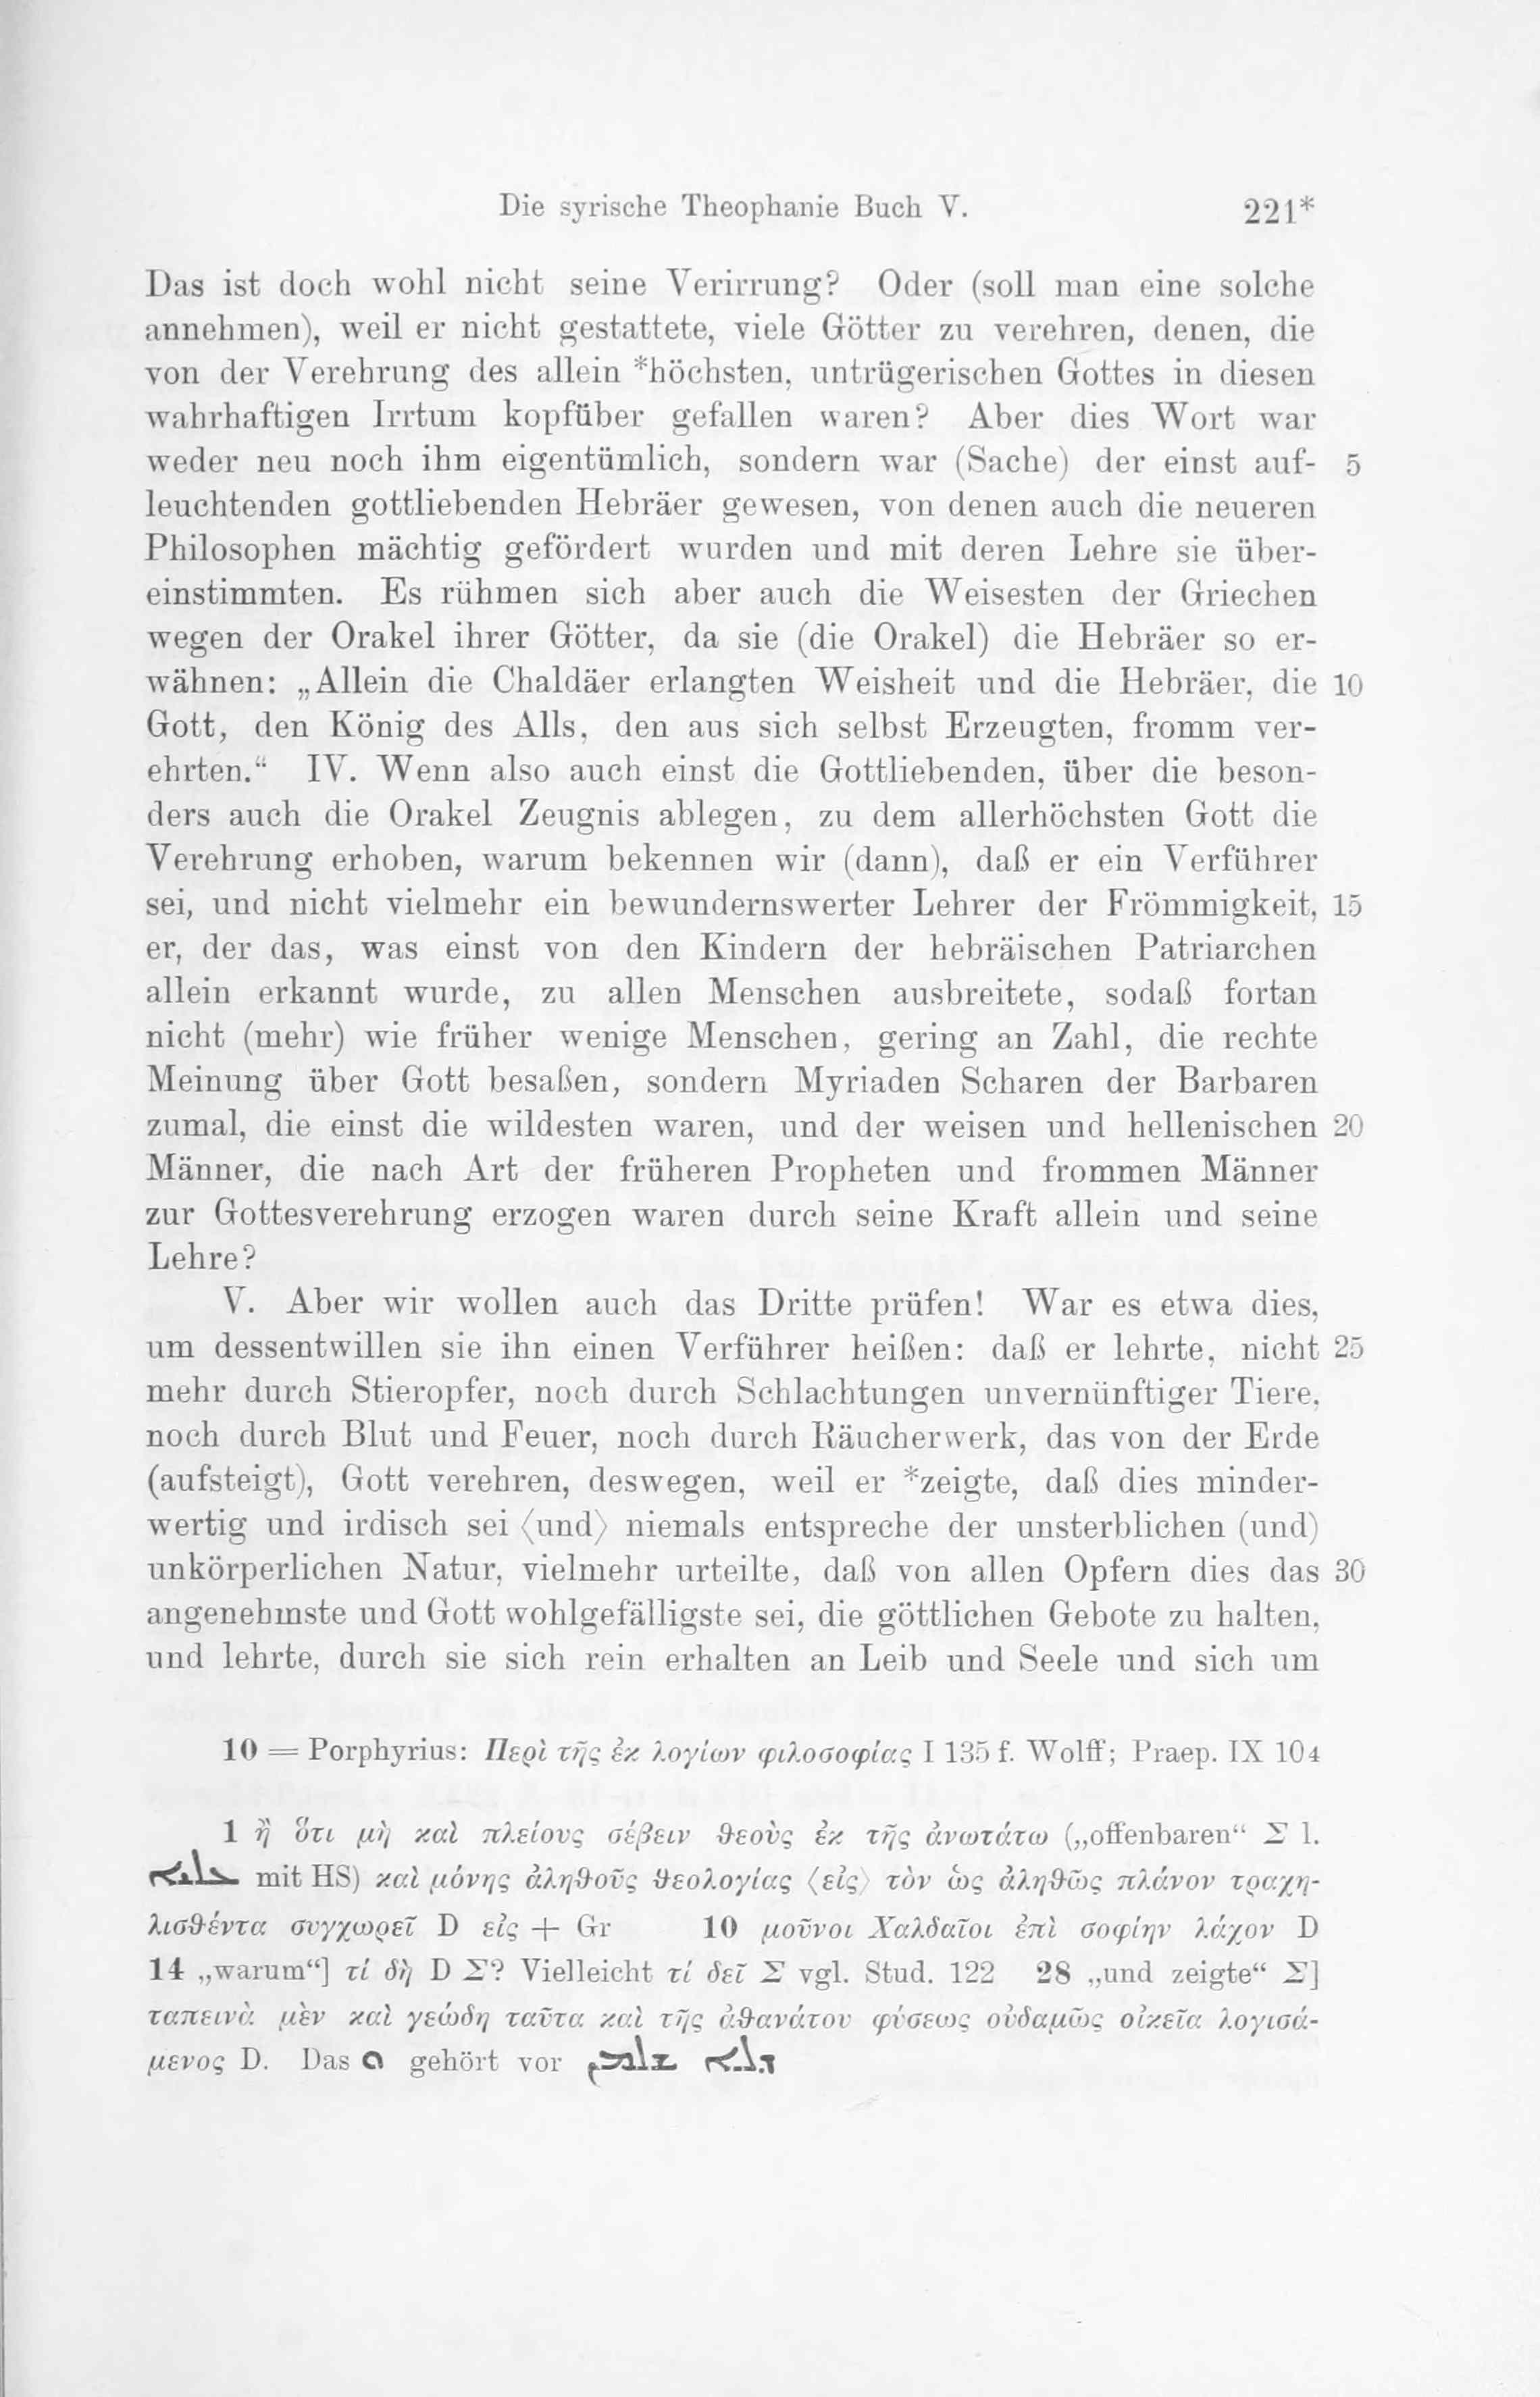 Die syrische Theophanie Buch V. 221*
Das ist doch wohl nicht seine Verirrung? Oder (soll man eine solche
annehmen), weil er nicht gestattete, viele Götter zu verehren, denen, die
von der Verehrung des allein *höchsten, untrügerischen Gottes in diesen
wahrhaftigen Irrtum kopfüber gefallen waren? Aber dies Wort war
weder neu noch ihm eigentümlich, sondern war (Sache) der einst auf- 5
leuchtenden gottliebenden Hebräer gewesen, von denen auch die neueren
Philosophen mächtig gefördert wurden und mit deren Lehre sie über-
einstimmten. Es rühmen sich aber auch die Weisesten der Griechen
wegen der Orakel ihrer Götter, da sie (die Orakel) die Hebräer so er-
wähnen: „Allein die Chaldäer erlangten Weisheit und die Hebräer, die 10
Gott, den König des Alls, den aus sich selbst Erzeugten, fromm ver-
ehrten.“ IV. Wenn also auch einst die Gottliebenden, über die beson-
ders auch die Orakel Zeugnis ablegen, zu dem allerhöchsten Gott die
Verehrung erhoben, warum bekennen wir (dann), daß er ein Verführer
sei, und nicht vielmehr ein bewundernswerter Lehrer der Frömmigkeit, 15
er, der das, was einst von den Kindern der hebräischen Patriarchen
allein erkannt wurde, zu allen Menschen ausbreitete, sodaß fortan
nicht (mehr) wie früher wenige Menschen, gering an Zahl, die rechte
Meinung über Gott besaßen, sondern Myriaden Scharen der Barbaren
zumal, die einst die wildesten waren, und der weisen und hellenischen 20
Männer, die nach Art der früheren Propheten und frommen Männer
zur Gottesverehrung erzogen waren durch seine Kraft allein und seine
Lehre?
V. Aber wir wollen auch das Dritte prüfen! War es etwa dies,
um dessentwillen sie ihn einen Verführer heißen: daß er lehrte, nicht 25
mehr durch Stieropfer, noch durch Schlachtungen unvernünftiger Tiere,
noch durch Blut und Feuer, noch durch Räucherwerk, das von der Erde
(aufsteigt), Gott verehren, deswegen, weil er *zeigte, daß dies minder-
wertig und irdisch sei ⟨und⟩ niemals entspreche der unsterblichen (und)
unkörperlichen Natur, vielmehr urteilte, daß von allen Opfern dies das 30
angenehmste und Gott wohlgefälligste sei, die göttlichen Gebote zu halten,
und lehrte, durch sie sich rein erhalten an Leib und Seele und sich um
10 = Porphyrius: Περὶ τῆς ἐκ λογίων φιλοσοφίας I 135 f. Wolff; Praep. IX 10 4
1 ἢ ὅτι μὴ καὶ πλείους σέβειν θεοὺς ἐκ τῆς ἀνωτάτω („offenbaren“ Σ l.
ܥܠܝܐ mit HS) καὶ μόνης ἀληθοῦς θεολογίας ⟨εἰς⟩ τὸν ὡς ἀληθῶς πλάνον τραχη-
λισθέντα συγχωρεῖ D εἰς + Gr 10 μοῦνοι Χαλδαῖοι ἐπὶ σοφίην λάχον D
14 „warum“] τί δὴ D Σ? Vielleicht τί δεῖ Σ vgl. Stud. 122 28 „und zeigte“ Σ]
ταπεινὰ μὲν καὶ γεώδη ταῦτα καὶ τῆς ἀθανάτου φύσεως οὐδαμῶς οἰκεῖα λογισά-
μενος D. Das ܘ gehört vor